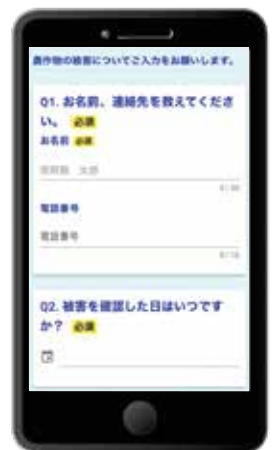 農作物の被害についてご入力をお願いします。
Q1. お名前、連絡先を教えてくださ
い。 必須
お名前 必須
太郎
電話番号
電話番号
Q2. 被害を確認した日はいつです
か? 必須